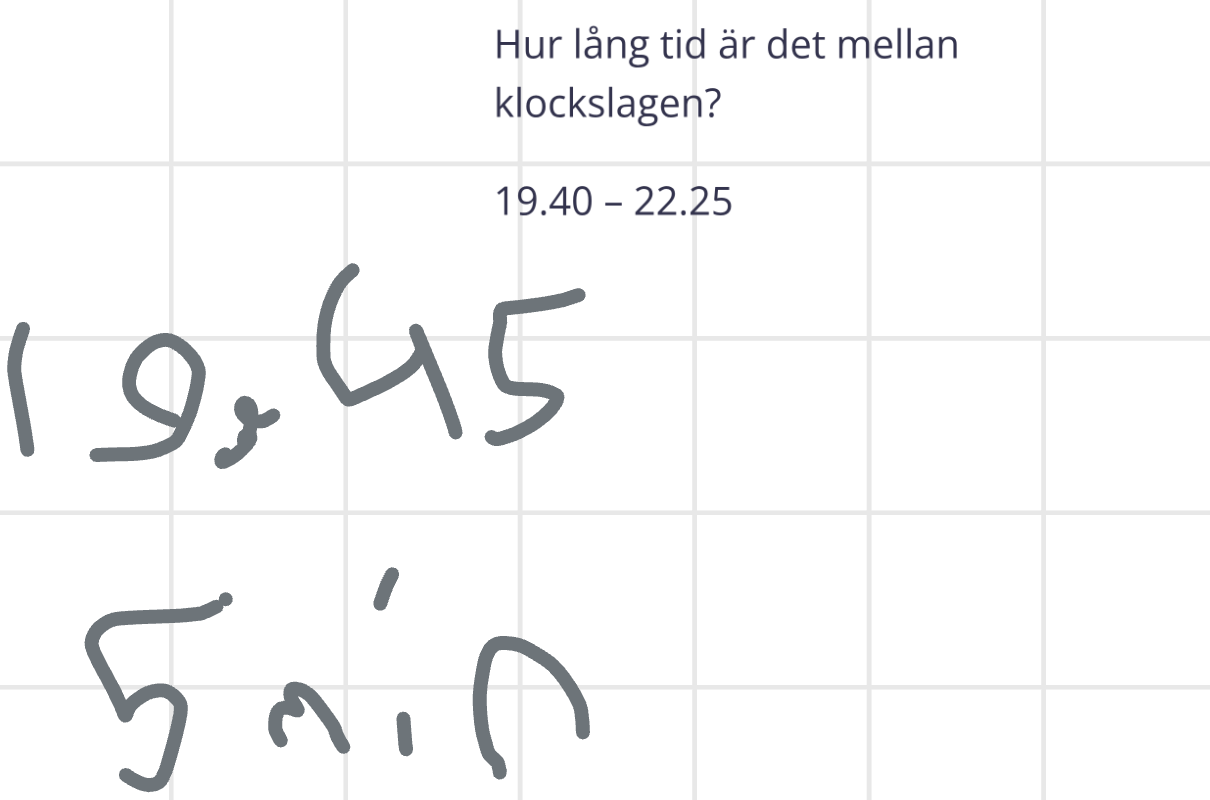 Hur lång tid är det mellan
klockslagen?
19.40 – 22.25
19,45
5 min